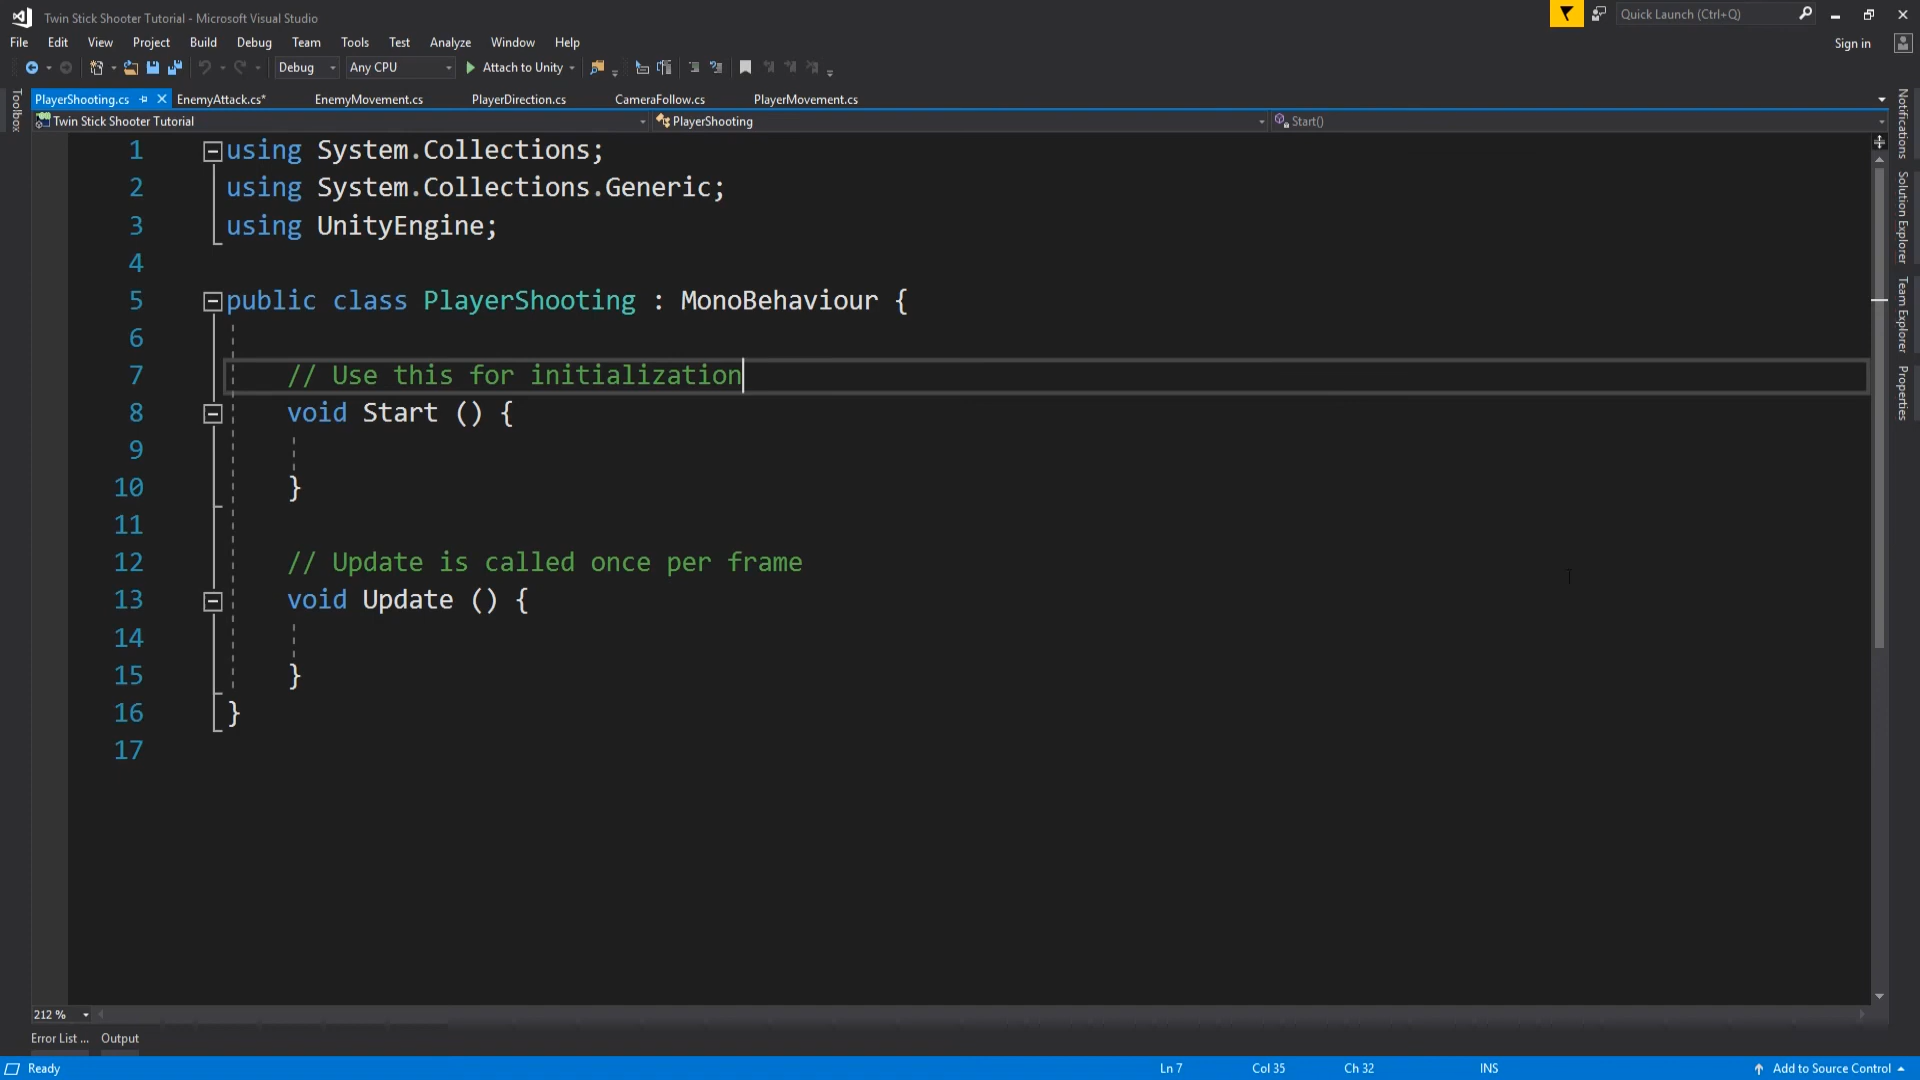 Twin Stick Shooter Tutorial - Microsoft Visual Studio
Quick Launch (Ctrl+Q)
File Edit View Project Build Debug Team Tools Test Analyze Window Help
Sign in
Debug Any CPU Attach to Unity
Toolbox
PlayerShooting.cs EnemyAttack.cs* EnemyMovement.cs PlayerDirection.cs CameraFollow.cs PlayerMovement.cs
Twin Stick Shooter Tutorial PlayerShooting Start()
Notifications
Solution Explorer
Team Explorer
Properties
1 using System.Collections;
2 using System.Collections.Generic;
3 using UnityEngine;
4
5 public class PlayerShooting : MonoBehaviour {
6
7 // Use this for initialization
8 void Start () {
9
10 }
11
12 // Update is called once per frame
13 void Update () {
14
15 }
16 }
17
212 %
Error List ... Output
Ready Ln 7 Col 35 Ch 32 INS Add to Source Control